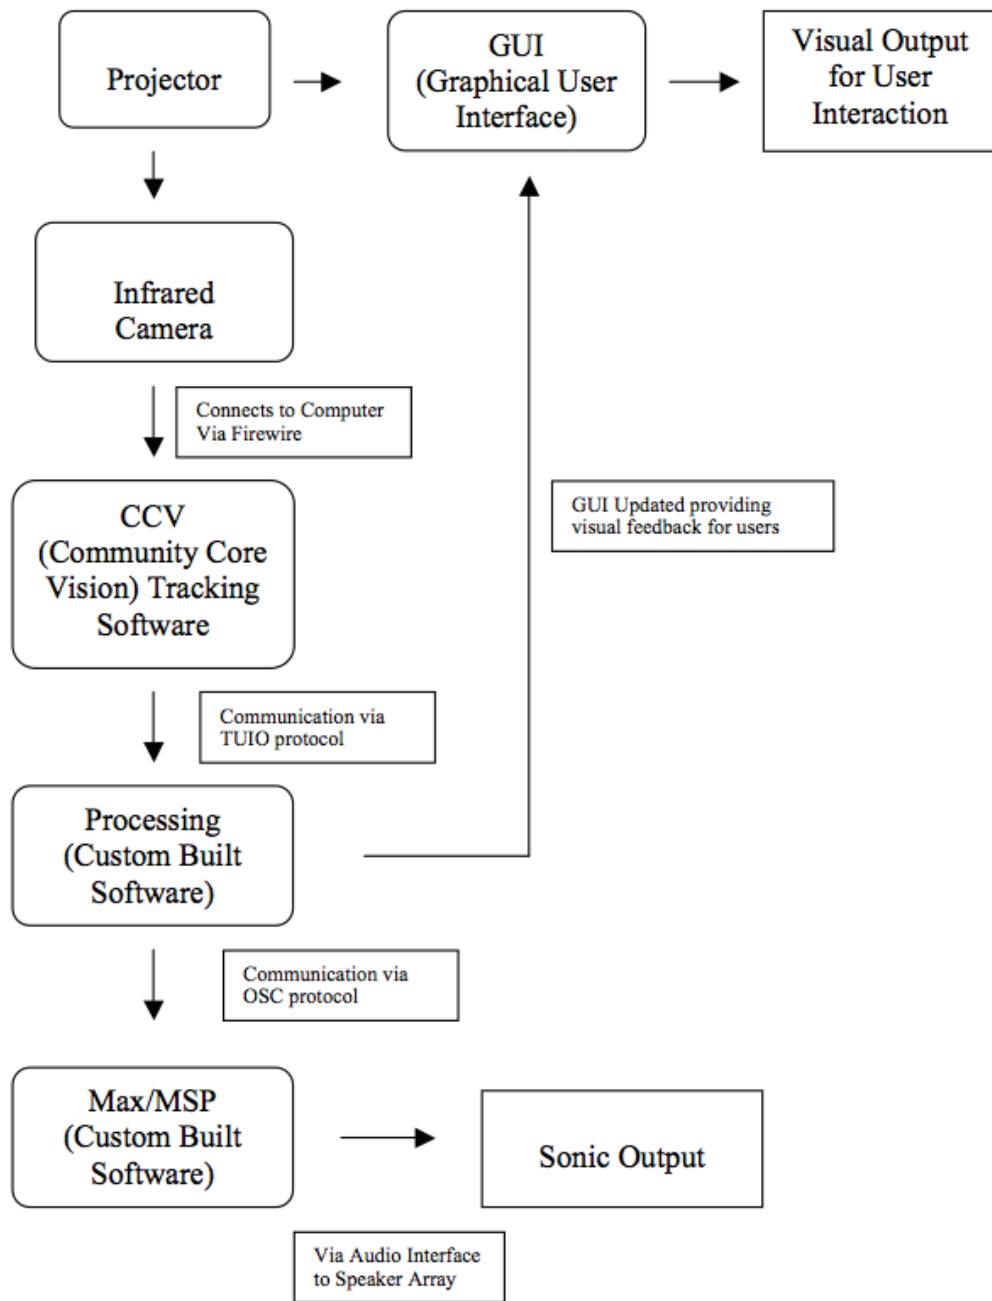 Projector
GUI
(Graphical User
Interface)
Visual Output
for User
Interaction
Infrared
Camera
Connects to Computer
Via Firewire
CCV
(Community Core
Vision) Tracking
Software
GUI Updated providing
visual feedback for users
Communication via
TUIO protocol
Processing
(Custom Built
Software)
Communication via
OSC protocol
Max/MSP
(Custom Built
Software)
Sonic Output
Via Audio Interface
to Speaker Array